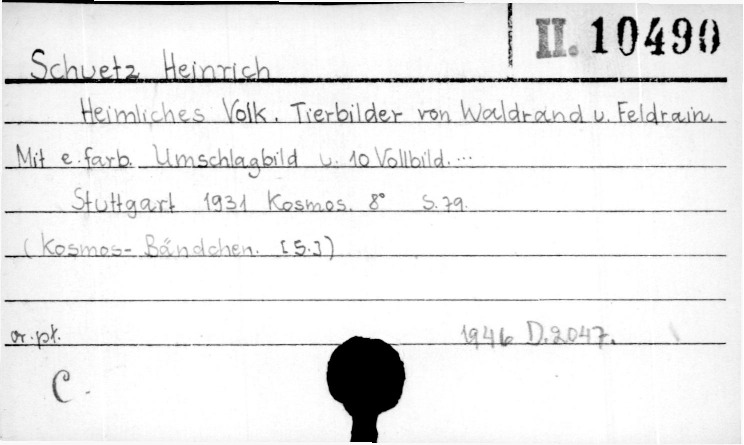 II. 10490
Schuetz Heinrich
Heimliches Volk. Tierbilder von Waldrand u. Feldrain.
Mit e. farb. Umschlagbild u. 10 Vollbild. ...
Stuttgart 1931 Kosmos. 8° S. 79.
(Kosmos-Bändchen. [5.])
or. pt. 1946 D. 2047.
C.